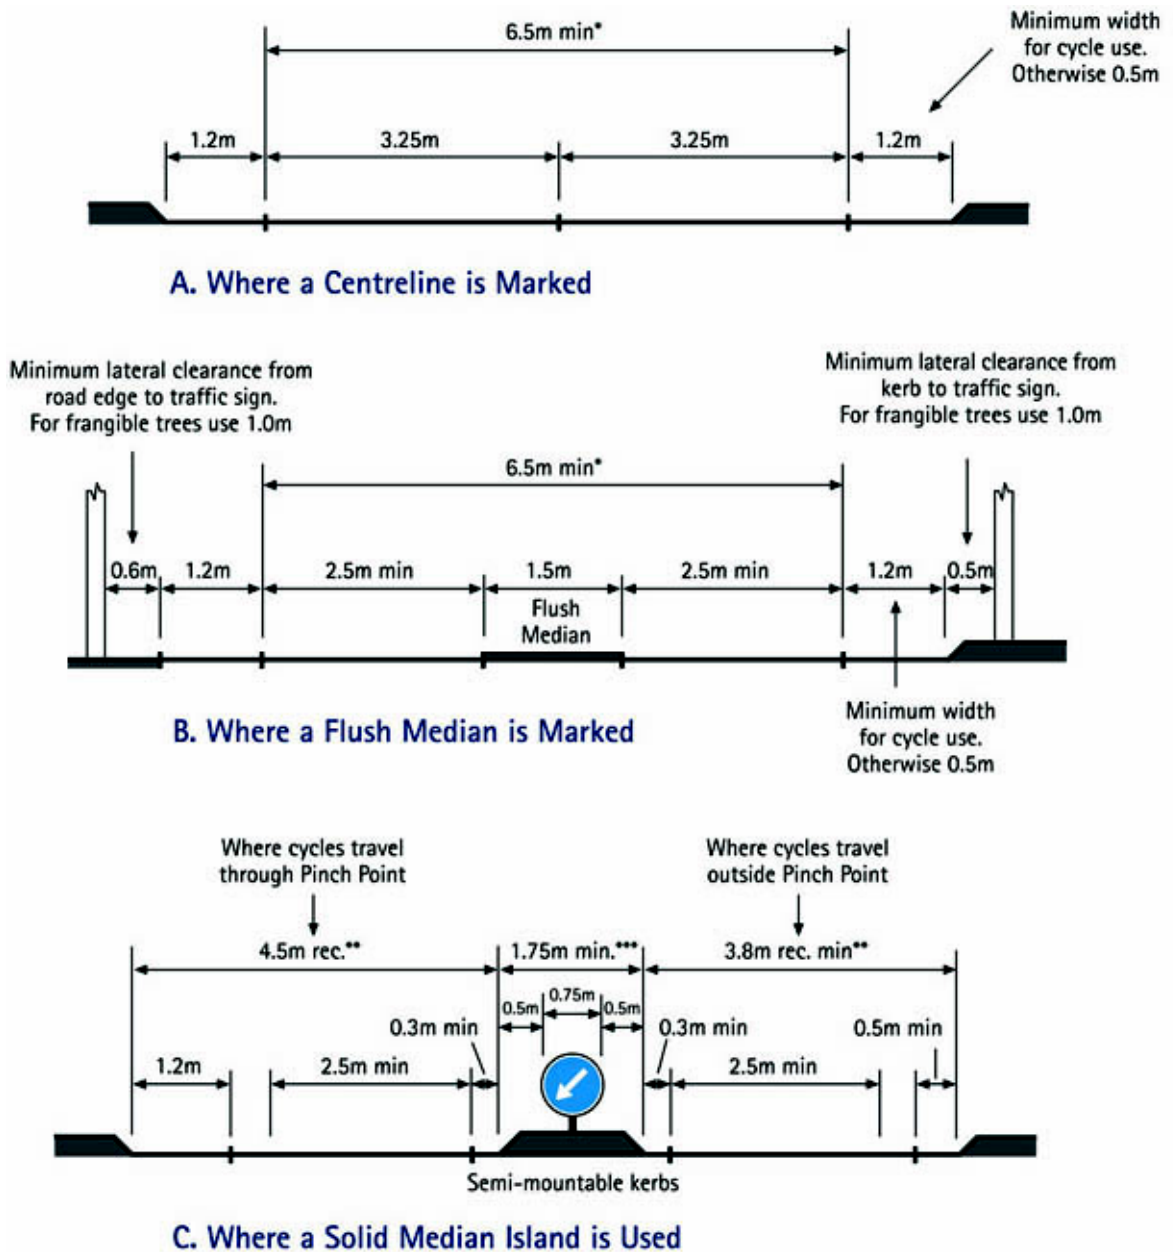 6.5m min*
Minimum width
for cycle use.
Otherwise 0.5m
1.2m
3.25m
3.25m
1.2m
A. Where a Centreline is Marked
Minimum lateral clearance from
road edge to traffic sign.
For frangible trees use 1.0m
Minimum lateral clearance from
kerb to traffic sign.
For frangible trees use 1.0m
6.5m min*
0.6m
1.2m
2.5m min
1.5m
2.5m min
1.2m
0.5m
Flush
Median
B. Where a Flush Median is Marked
Minimum width
for cycle use.
Otherwise 0.5m
Where cycles travel
through Pinch Point
Where cycles travel
outside Pinch Point
4.5m rec.**
1.75m min.***
3.8m rec. min**
0.5m
0.75m
0.5m
0.3m min
0.3m min
0.5m min
1.2m
2.5m min
2.5m min
Semi-mountable kerbs
C. Where a Solid Median Island is Used